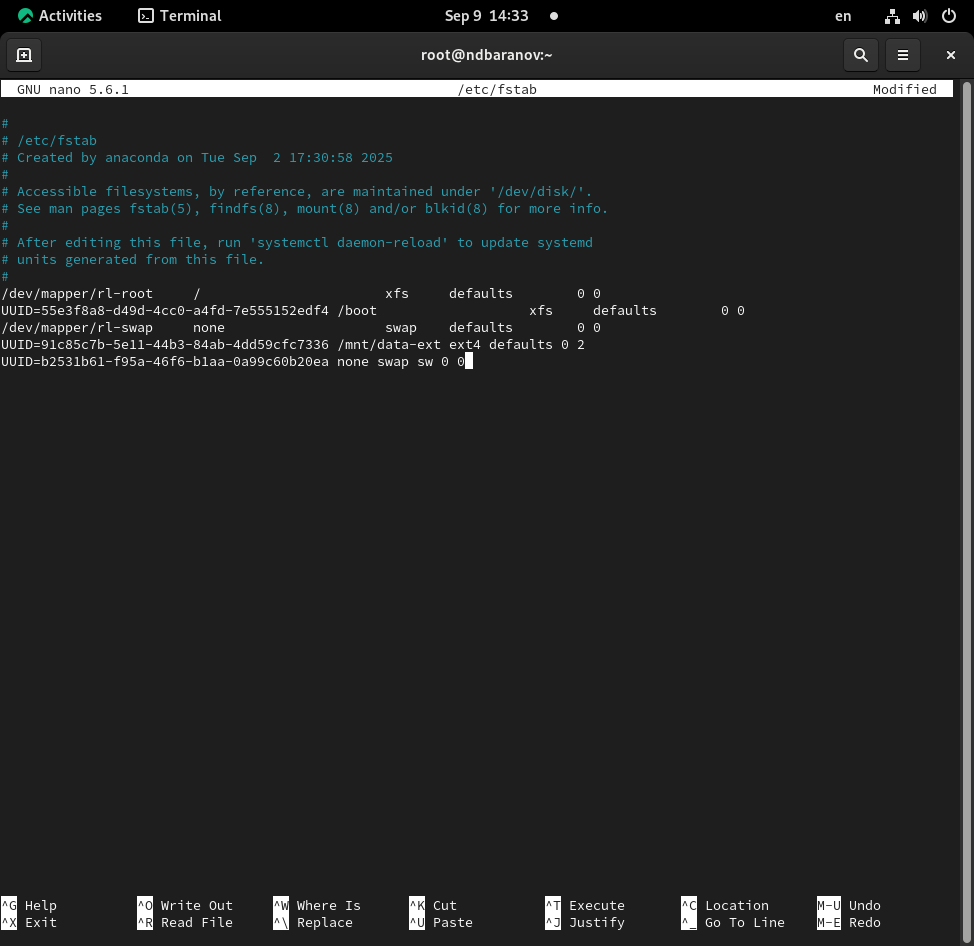 Activities Terminal Sep 9 14:33 en
root@ndbaranov:~
GNU nano 5.6.1 /etc/fstab Modified
#
# /etc/fstab
# Created by anaconda on Tue Sep  2 17:30:58 2025
#
# Accessible filesystems, by reference, are maintained under '/dev/disk/'.
# See man pages fstab(5), findfs(8), mount(8) and/or blkid(8) for more info.
#
# After editing this file, run 'systemctl daemon-reload' to update systemd
# units generated from this file.
#
/dev/mapper/rl-root     /                       xfs     defaults        0 0
UUID=55e3f8a8-d49d-4cc0-a4fd-7e555152edf4 /boot                   xfs     defaults        0 0
/dev/mapper/rl-swap     none                    swap    defaults        0 0
UUID=91c85c7b-5e11-44b3-84ab-4dd59cfc7336 /mnt/data-ext ext4 defaults 0 2
UUID=b2531b61-f95a-46f6-b1aa-0a99c60b20ea none swap sw 0 0
^G Help ^O Write Out ^W Where Is ^K Cut ^T Execute ^C Location M-U Undo
^X Exit ^R Read File ^\ Replace ^U Paste ^J Justify ^_ Go To Line M-E Redo